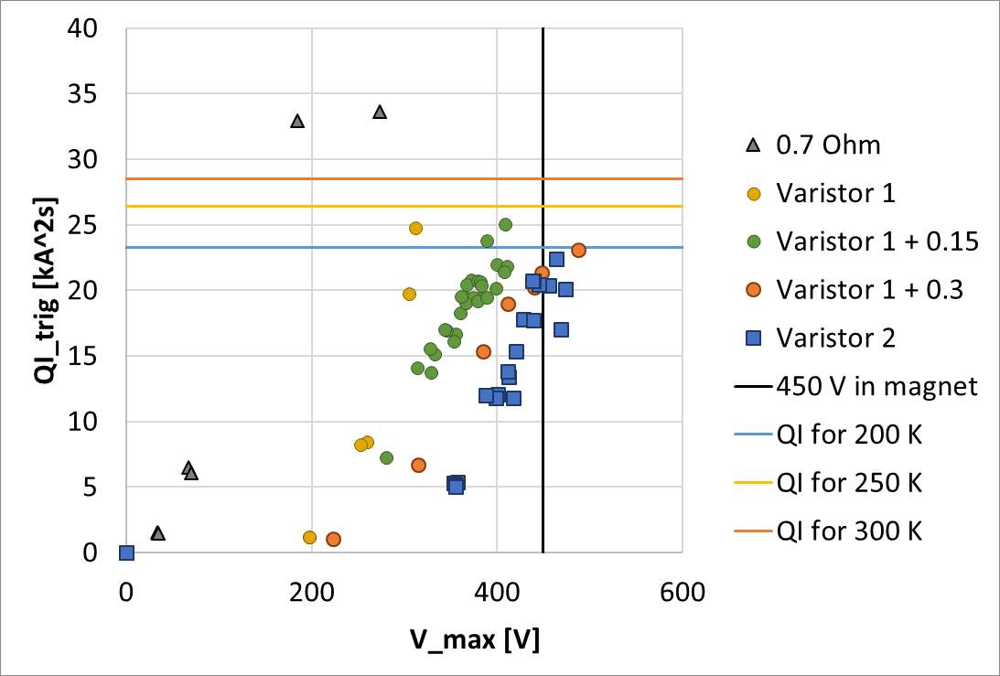 40
35
30
25
20
15
10
5
0
QI_trig [kA^2s]
0
200
400
600
V_max [V]
0.7 Ohm
Varistor 1
Varistor 1 + 0.15
Varistor 1 + 0.3
Varistor 2
450 V in magnet
QI for 200 K
QI for 250 K
QI for 300 K